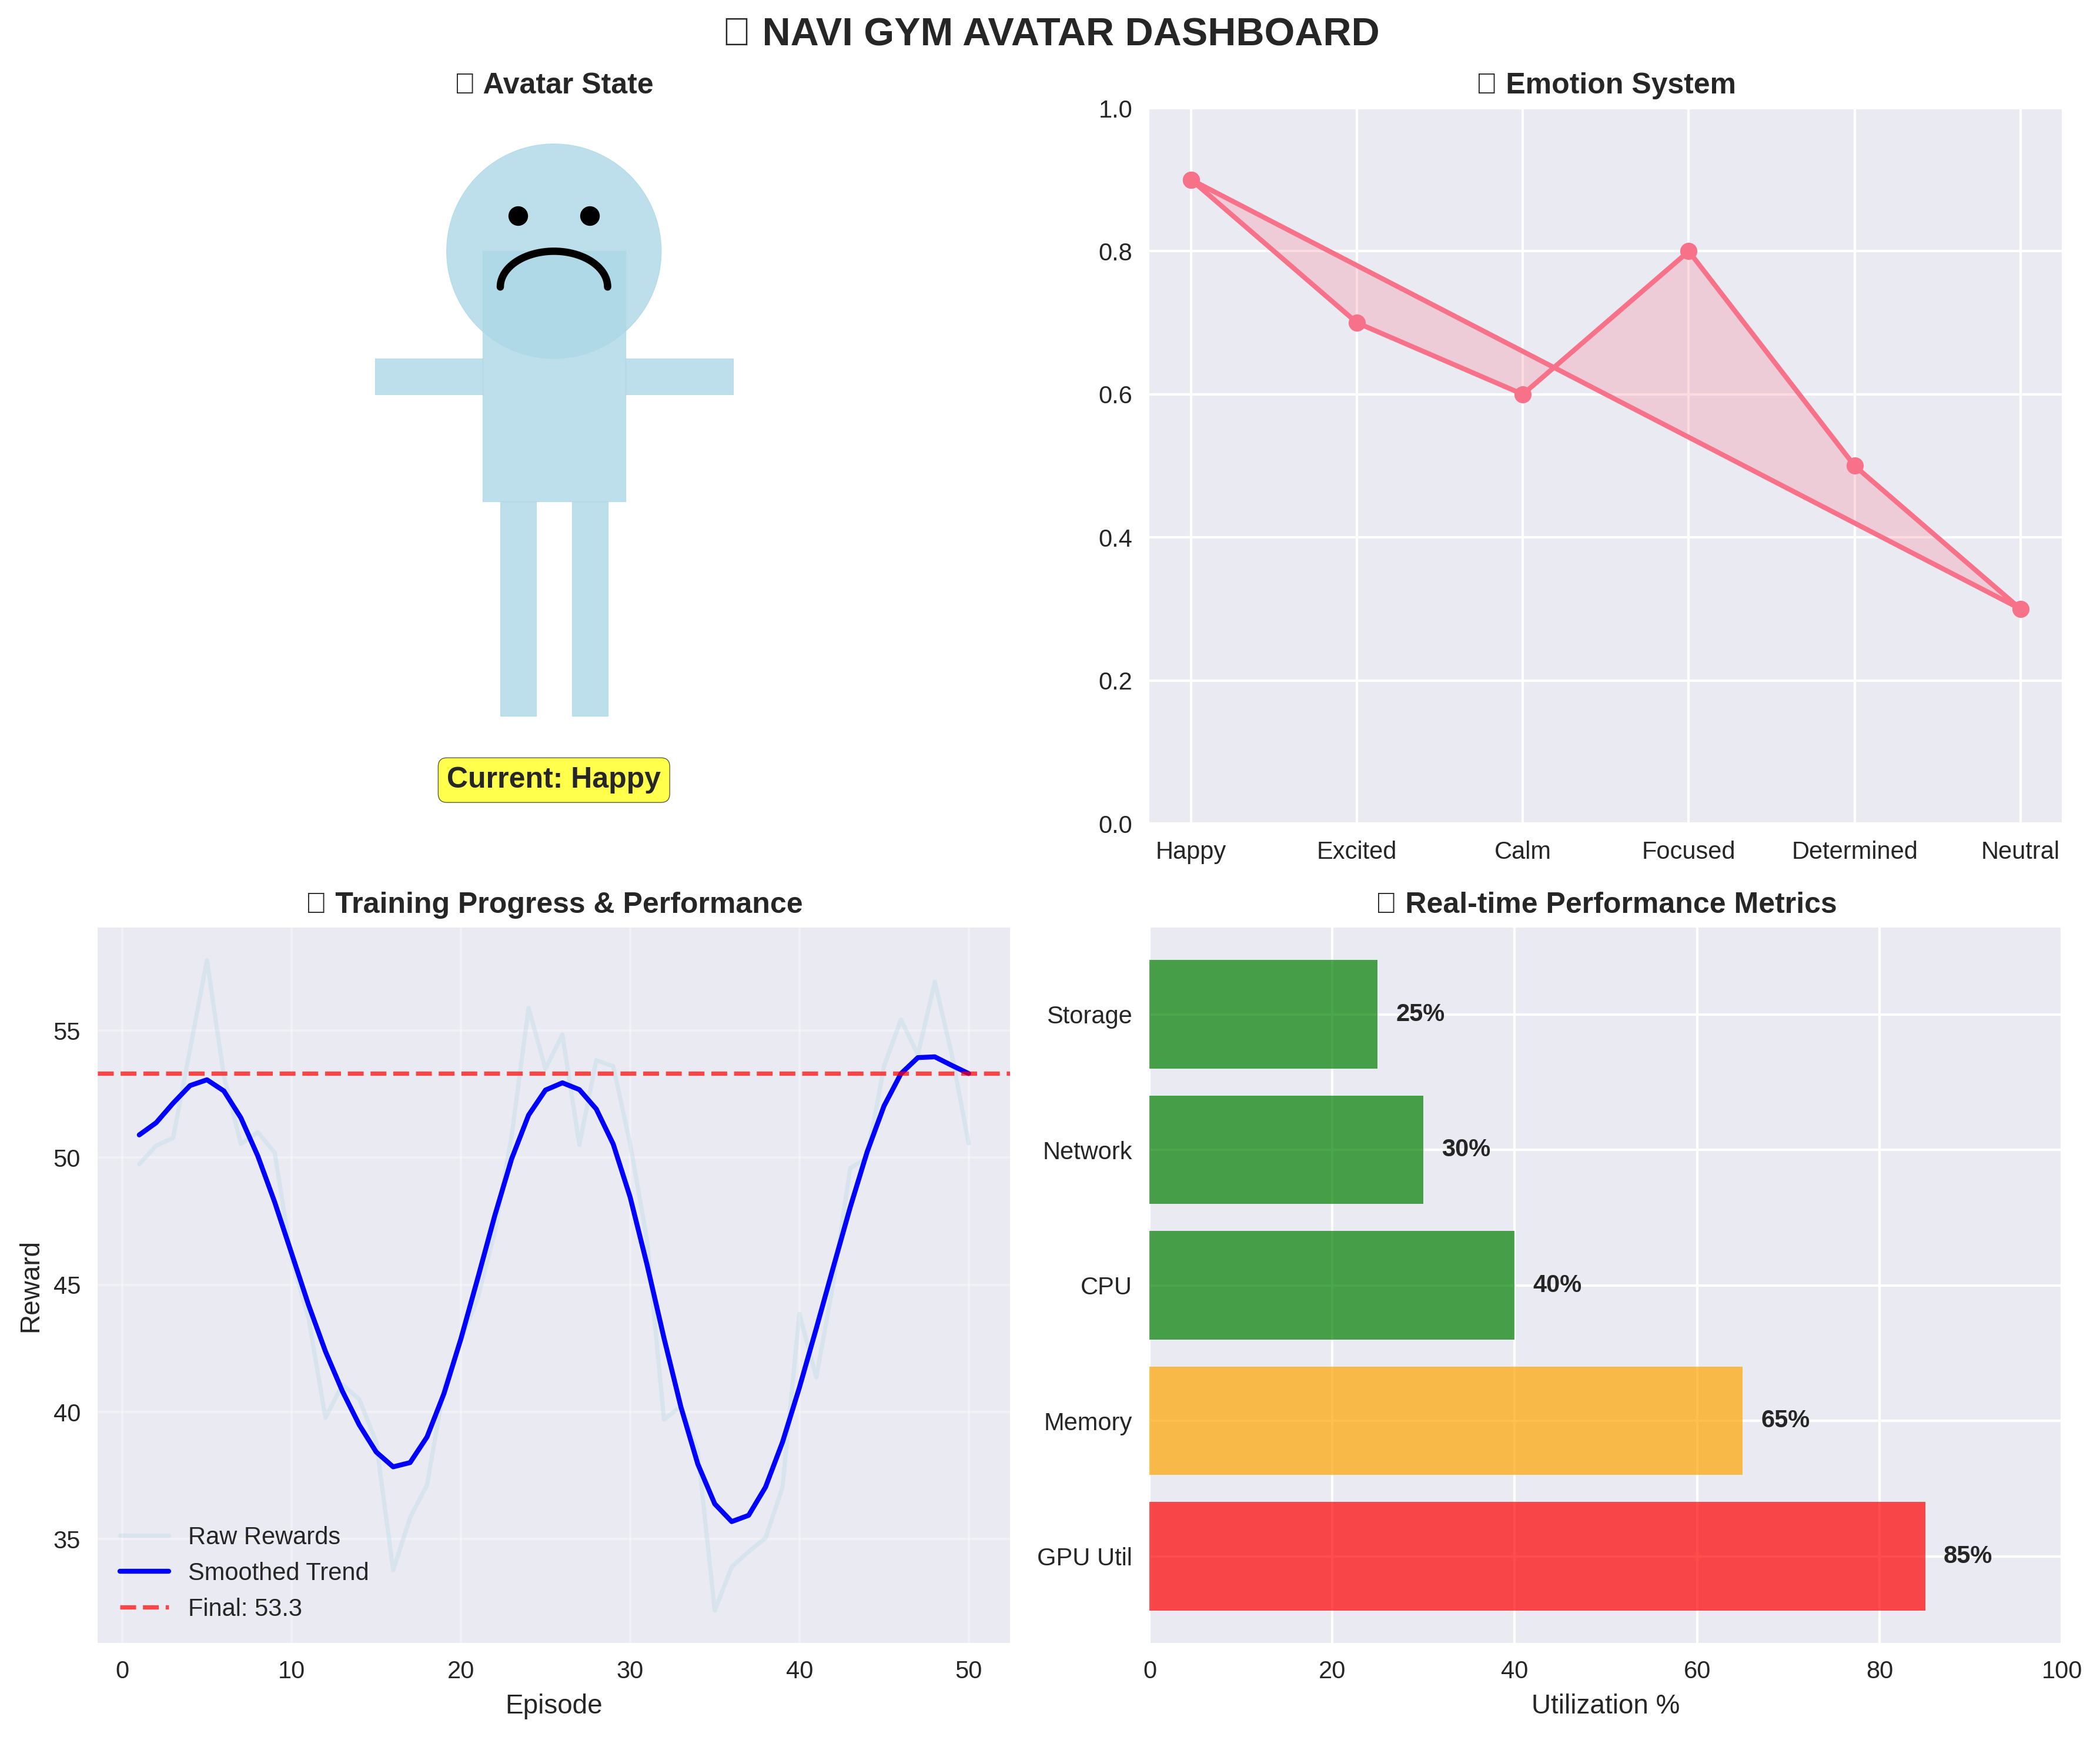 NAVI GYM AVATAR DASHBOARD
Avatar State
Current: Happy
Emotion System
1.0
0.8
0.6
0.4
0.2
0.0
Happy Excited Calm Focused Determined Neutral
Training Progress & Performance
Reward
55
50
45
40
35
Raw Rewards
Smoothed Trend
Final: 53.3
0 10 20 30 40 50
Episode
Real-time Performance Metrics
Storage 25%
Network 30%
CPU 40%
Memory 65%
GPU Util 85%
0 20 40 60 80 100
Utilization %